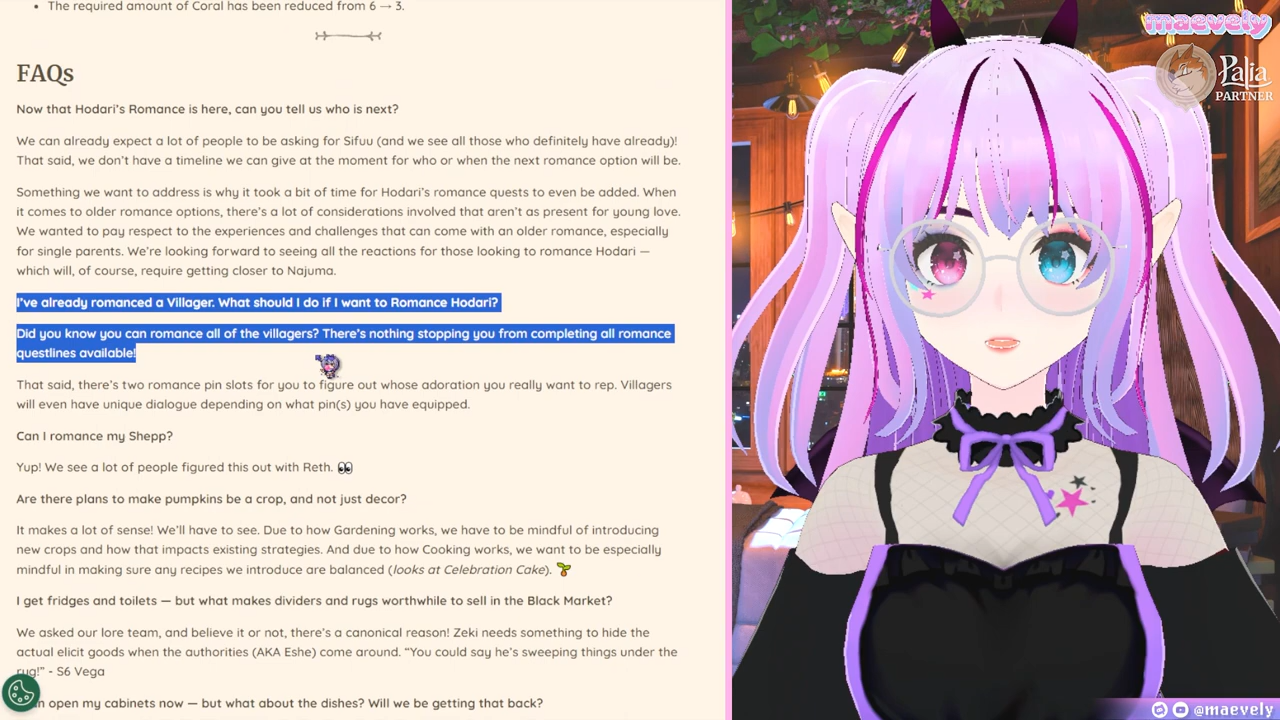 The required amount of Coral has been reduced from 6 → 3.
FAQs
Now that Hodari's Romance is here, can you tell us who is next?
We can already expect a lot of people to be asking for Sifuu (and we see all those who definitely have already)!
That said, we don't have a timeline we can give at the moment for who or when the next romance option will be.
Something we want to address is why it took a bit of time for Hodari's romance quests to even be added. When
it comes to older romance options, there's a lot of considerations involved that aren't as present for young love.
We wanted to pay respect to the experiences and challenges that can come with an older romance, especially
for single parents. We're looking forward to seeing all the reactions for those looking to romance Hodari —
which will, of course, require getting closer to Najuma.
I've already romanced a Villager. What should I do if I want to Romance Hodari?
Did you know you can romance all of the villagers? There's nothing stopping you from completing all romance
questlines available!
That said, there's two romance pin slots for you to figure out whose adoration you really want to rep. Villagers
will even have unique dialogue depending on what pin(s) you have equipped.
Can I romance my Shepp?
Yup! We see a lot of people figured this out with Reth. 👀
Are there plans to make pumpkins be a crop, and not just decor?
It makes a lot of sense! We'll have to see. Due to how Gardening works, we have to be mindful of introducing
new crops and how that impacts existing strategies. And due to how Cooking works, we want to be especially
mindful in making sure any recipes we introduce are balanced (looks at Celebration Cake). 🌱
I get fridges and toilets — but what makes dividers and rugs worthwhile to sell in the Black Market?
We asked our lore team, and believe it or not, there's a canonical reason! Zeki needs something to hide the
actual elicit goods when the authorities (AKA Eshe) come around. "You could say he's sweeping things under the
rug!" - S6 Vega
open my cabinets now — but what about the dishes? Will we be getting that back?
maevely
Palia
PARTNER
@maevely